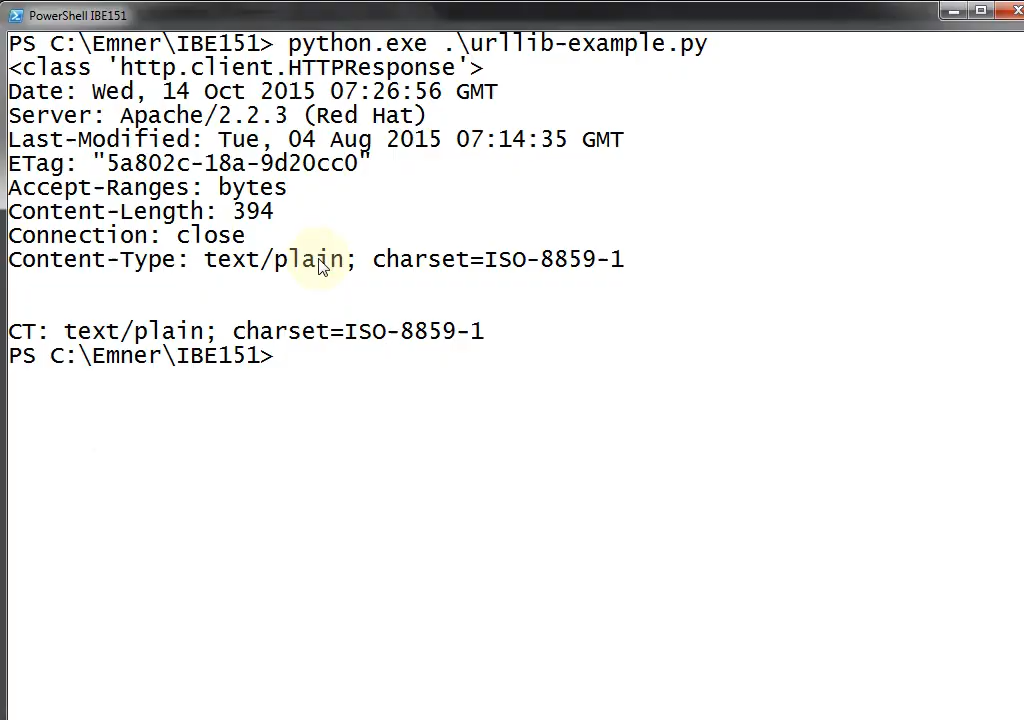 PowerShell IBE151
PS C:\Emner\IBE151> python.exe .\urllib-example.py
<class 'http.client.HTTPResponse'>
Date: Wed, 14 Oct 2015 07:26:56 GMT
Server: Apache/2.2.3 (Red Hat)
Last-Modified: Tue, 04 Aug 2015 07:14:35 GMT
ETag: "5a802c-18a-9d20cc0"
Accept-Ranges: bytes
Content-Length: 394
Connection: close
Content-Type: text/plain; charset=ISO-8859-1
CT: text/plain; charset=ISO-8859-1
PS C:\Emner\IBE151>